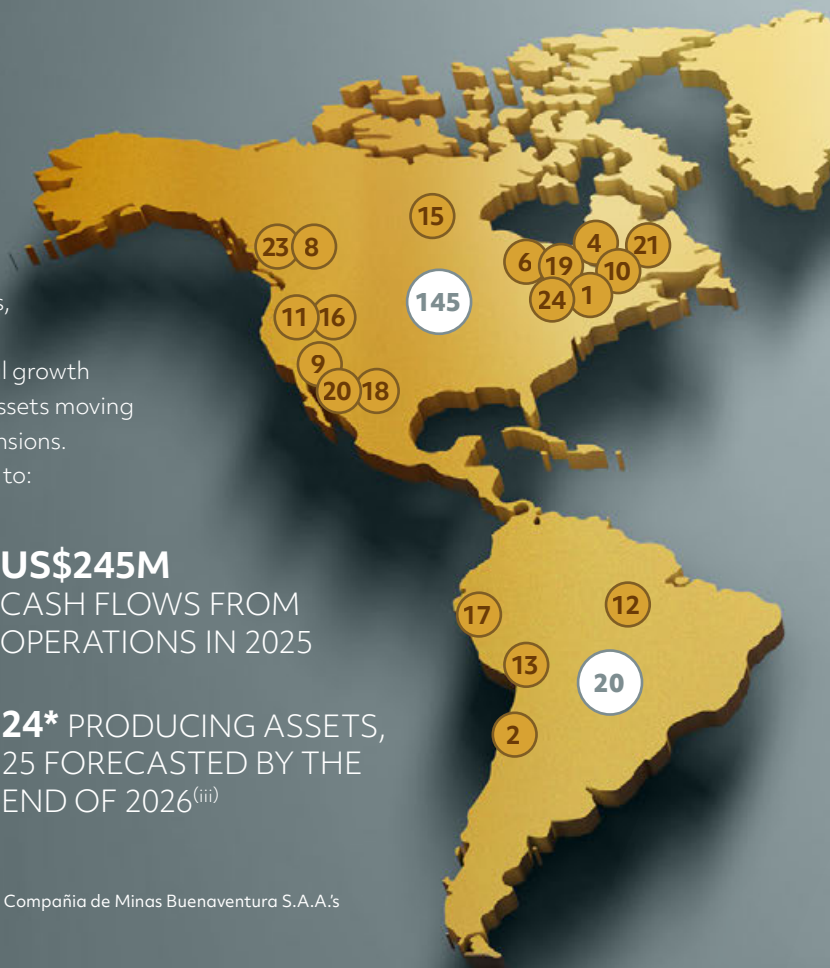 15
23 8
4 21
6 19 10
24 1
145
11 16
9
20 18
s,
l growth
ssets moving
nsions.
to:
US$245M
CASH FLOWS FROM
OPERATIONS IN 2025
17
12
13
20
2
24* PRODUCING ASSETS,
25 FORECASTED BY THE
END OF 2026(iii)
Compañia de Minas Buenaventura S.A.A.'s